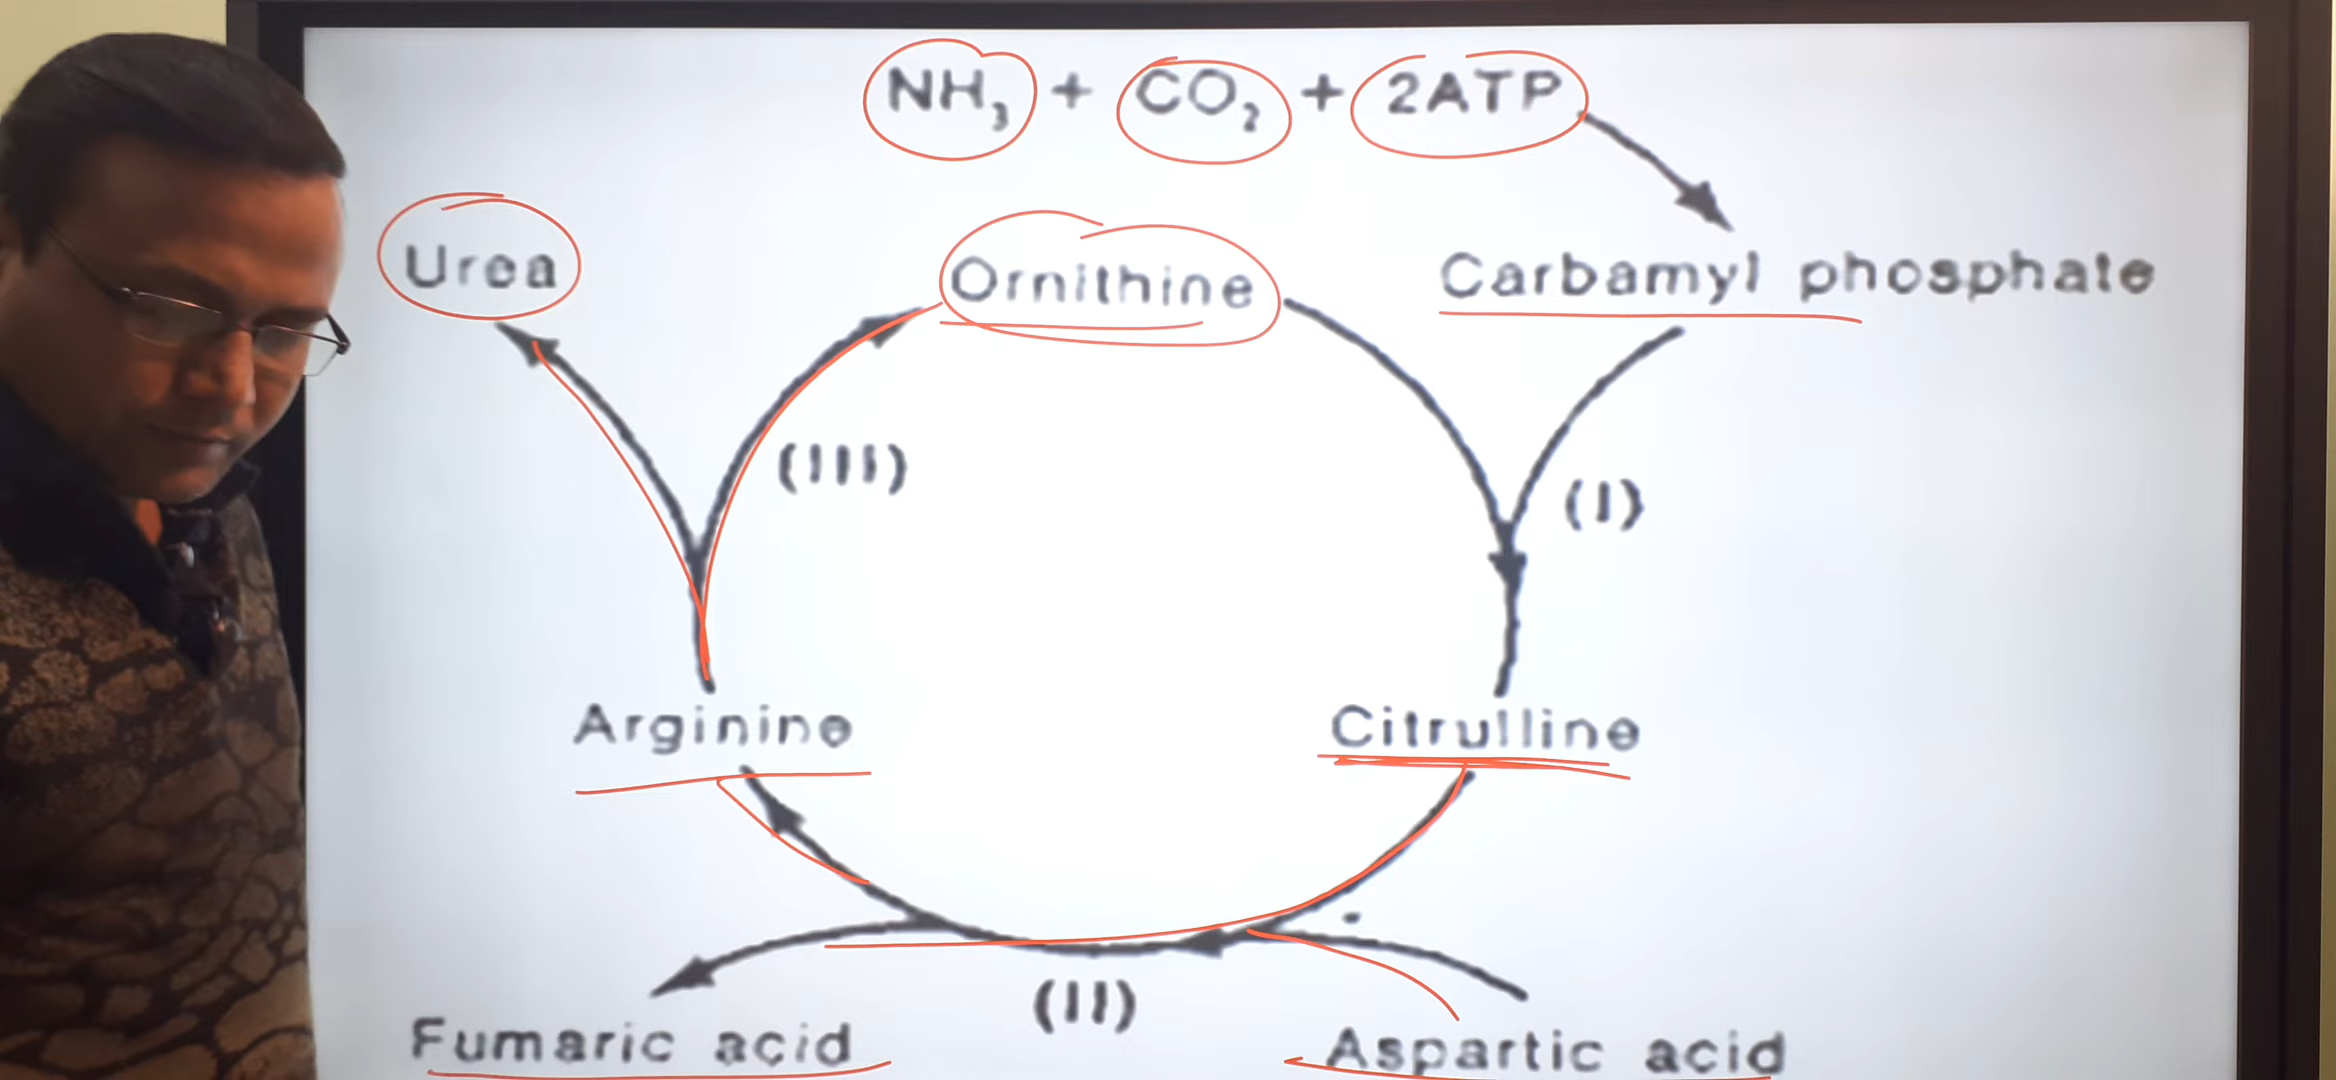 NH₃ + CO₂ + 2ATP
Urea
Ornithine
Carbamyl phosphate
(III)
(I)
Arginine
Citrulline
(II)
Fumaric acid
Aspartic acid